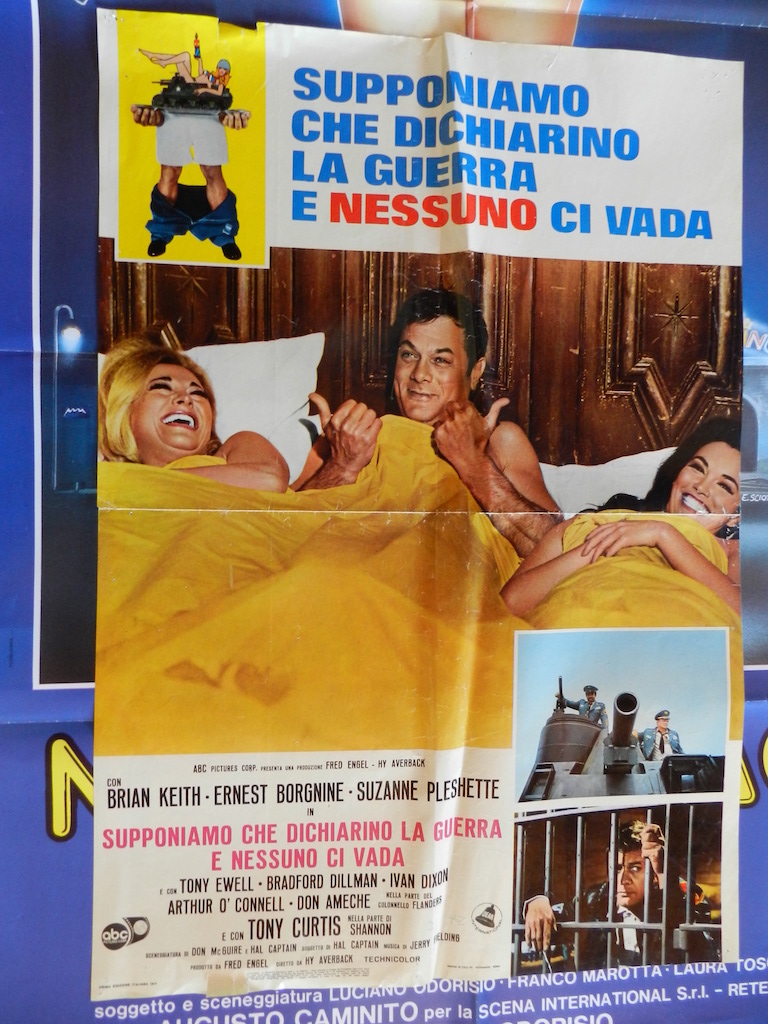 SUPPONIAMO
CHE DICHIARINO
LA GUERRA
E NESSUNO CI VADA
ABC PICTURES CORP. PRESENTA UNA PRODUZIONE FRED ENGEL - HY AVERBACK
CON
BRIAN KEITH · ERNEST BORGNINE · SUZANNE PLESHETTE
IN
SUPPONIAMO CHE DICHIARINO LA GUERRA
E NESSUNO CI VADA
E CON TONY EWELL · BRADFORD DILLMAN · IVAN DIXON
ARTHUR O' CONNELL · DON AMECHE NELLA PARTE DEL COLONNELLO FLANDERS
E CON TONY CURTIS NELLA PARTE DI SHANNON
abc
SCENEGGIATURA DI DON McGUIRE E HAL CAPTAIN SOGGETTO DI HAL CAPTAIN MUSICA DI JERRY FIELDINS
PRODOTTO DA FRED ENGEL DIRETTO DA HY AVERBACK TECHNICOLOR
soggetto e sceneggiatura LUCIANO ODORISIO · FRANCO MAROTTA · LAURA TOSC
AUGUSTO CAMINITO per la SCENA INTERNATIONAL S.r.l. - RETE
ODORISIO